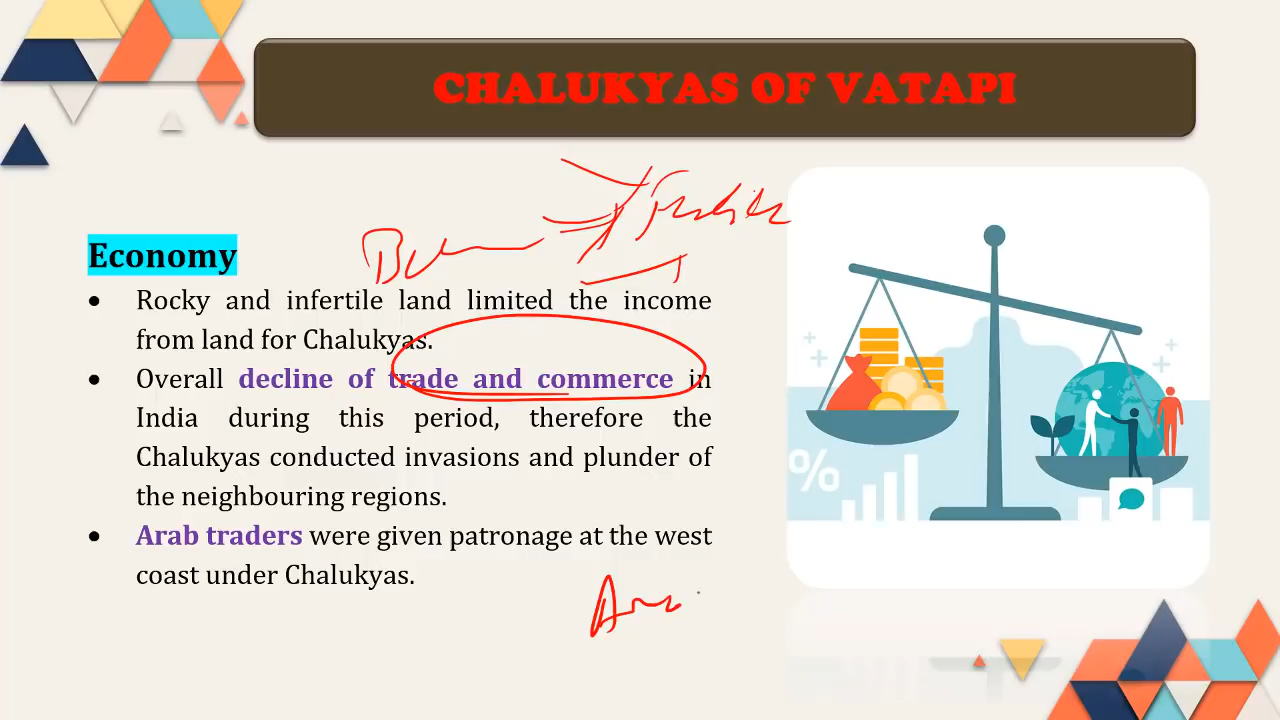 CHALUKYAS OF VATAPI
Economy
• Rocky and infertile land limited the income
from land for Chalukyas.
• Overall decline of trade and commerce in
India during this period, therefore the
Chalukyas conducted invasions and plunder of
the neighbouring regions.
• Arab traders were given patronage at the west
coast under Chalukyas.
%